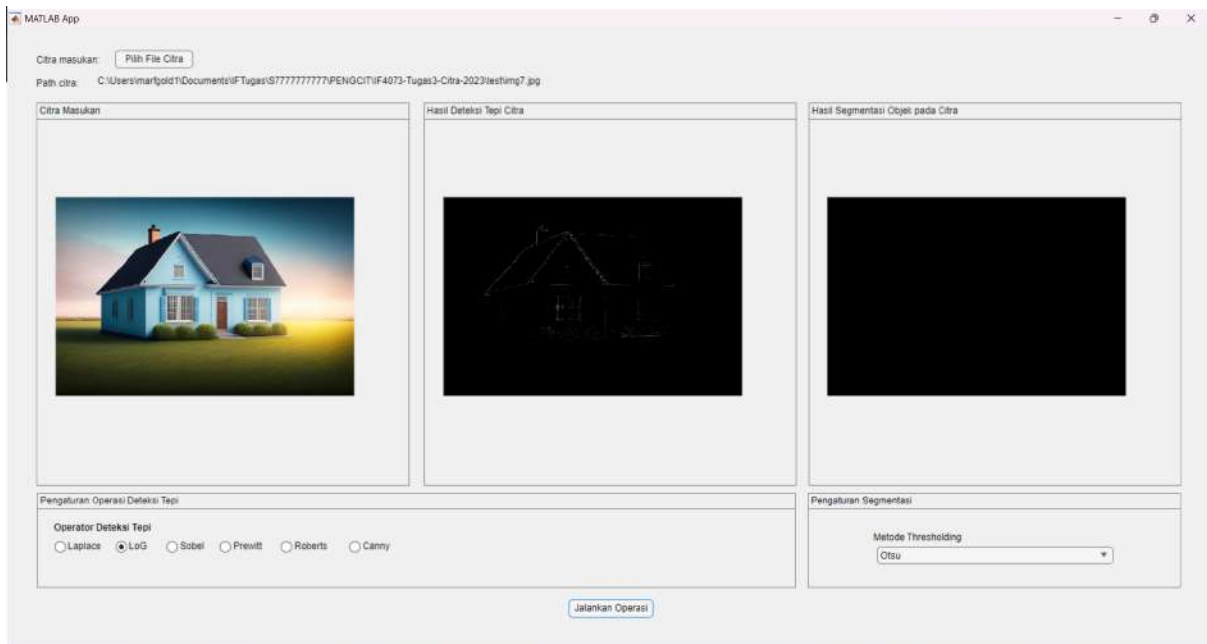 MATLAB App
Citra masukan: Pilih File Citra
Path citra: C:\Users\marfgold1\Documents\IFTugas\S7777777777\PENGCIT\IF4073-Tugas3-Citra-2023\test\img7.jpg
Citra Masukan
Hasil Deteksi Tepi Citra
Hasil Segmentasi Objek pada Citra
Pengaturan Operasi Deteksi Tepi
Operator Deteksi Tepi
Laplace LoG Sobel Prewitt Roberts Canny
Pengaturan Segmentasi
Metode Thresholding
Otsu
Jalankan Operasi